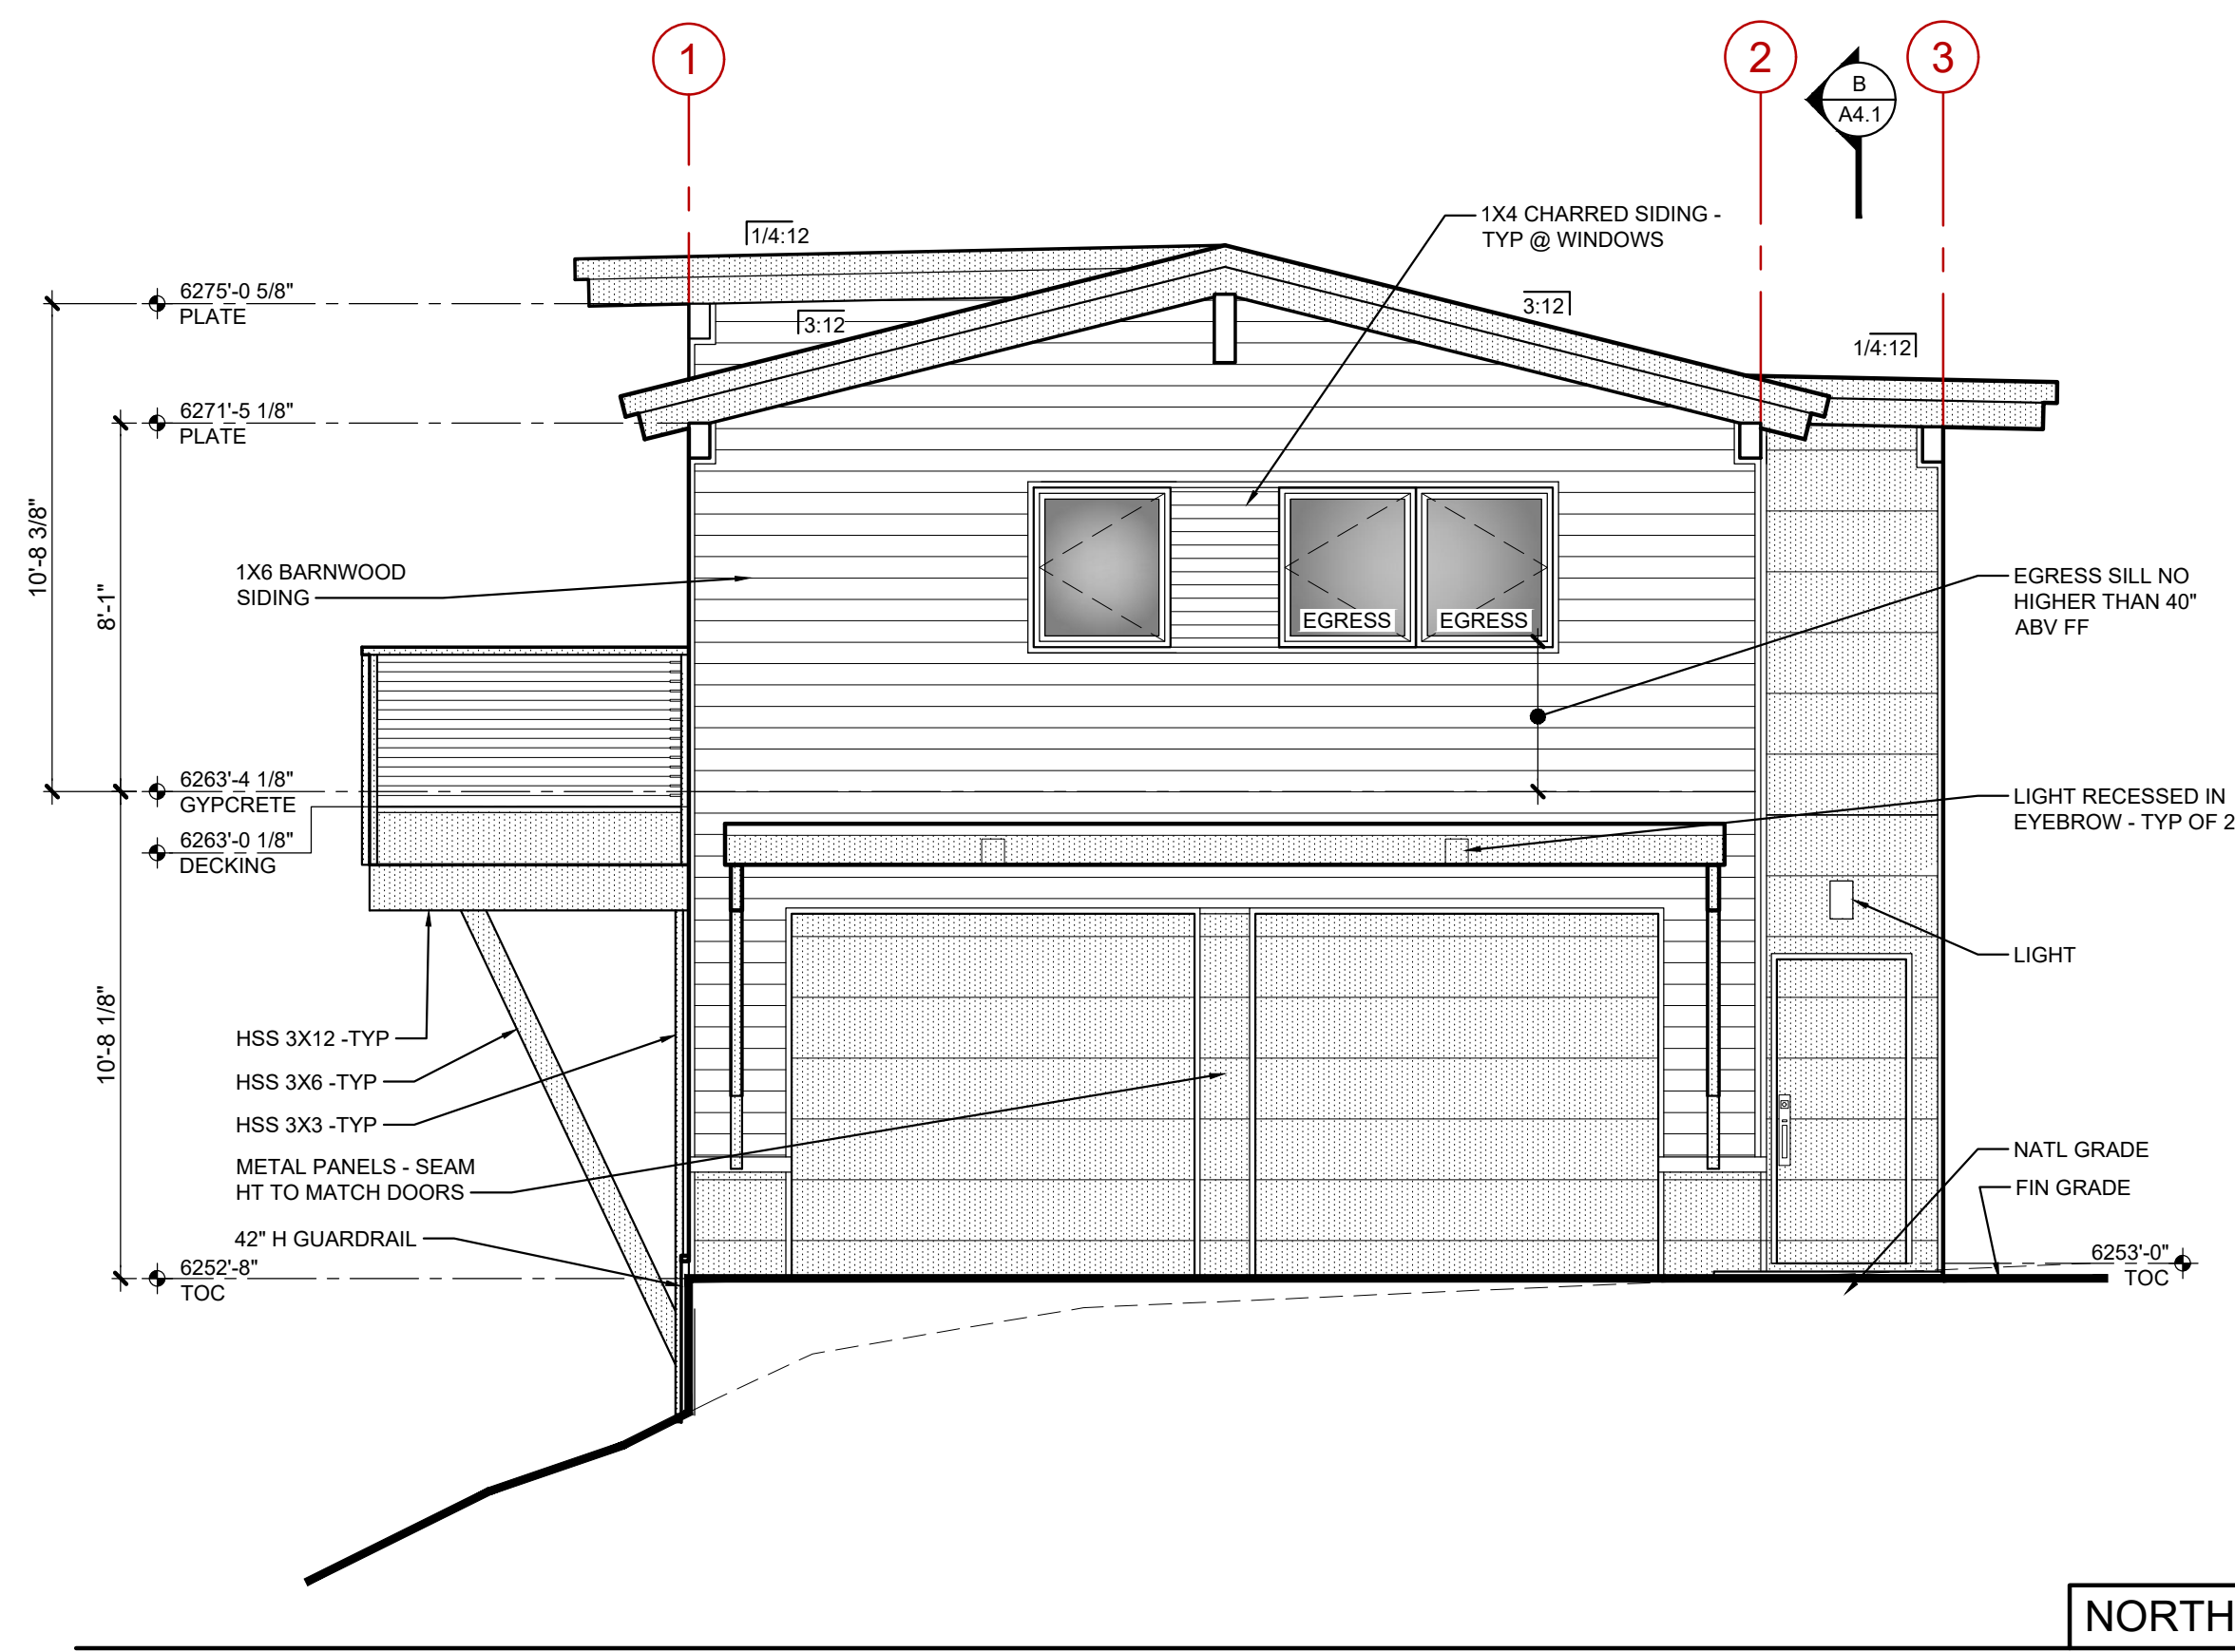 1
2
3
B
A4.1
1X4 CHARRED SIDING -
TYP @ WINDOWS
1/4:12
3:12
3:12
1/4:12
6275'-0 5/8"
PLATE
6271'-5 1/8"
PLATE
10'-8 3/8"
8'-1"
1X6 BARNWOOD
SIDING
EGRESS
EGRESS
EGRESS SILL NO
HIGHER THAN 40"
ABV FF
6263'-4 1/8"
GYPCRETE
6263'-0 1/8"
DECKING
LIGHT RECESSED IN
EYEBROW - TYP OF 2
LIGHT
10'-8 1/8"
HSS 3X12 -TYP
HSS 3X6 -TYP
HSS 3X3 -TYP
METAL PANELS - SEAM
HT TO MATCH DOORS
42" H GUARDRAIL
NATL GRADE
FIN GRADE
6252'-8"
TOC
6253'-0"
TOC
NORTH